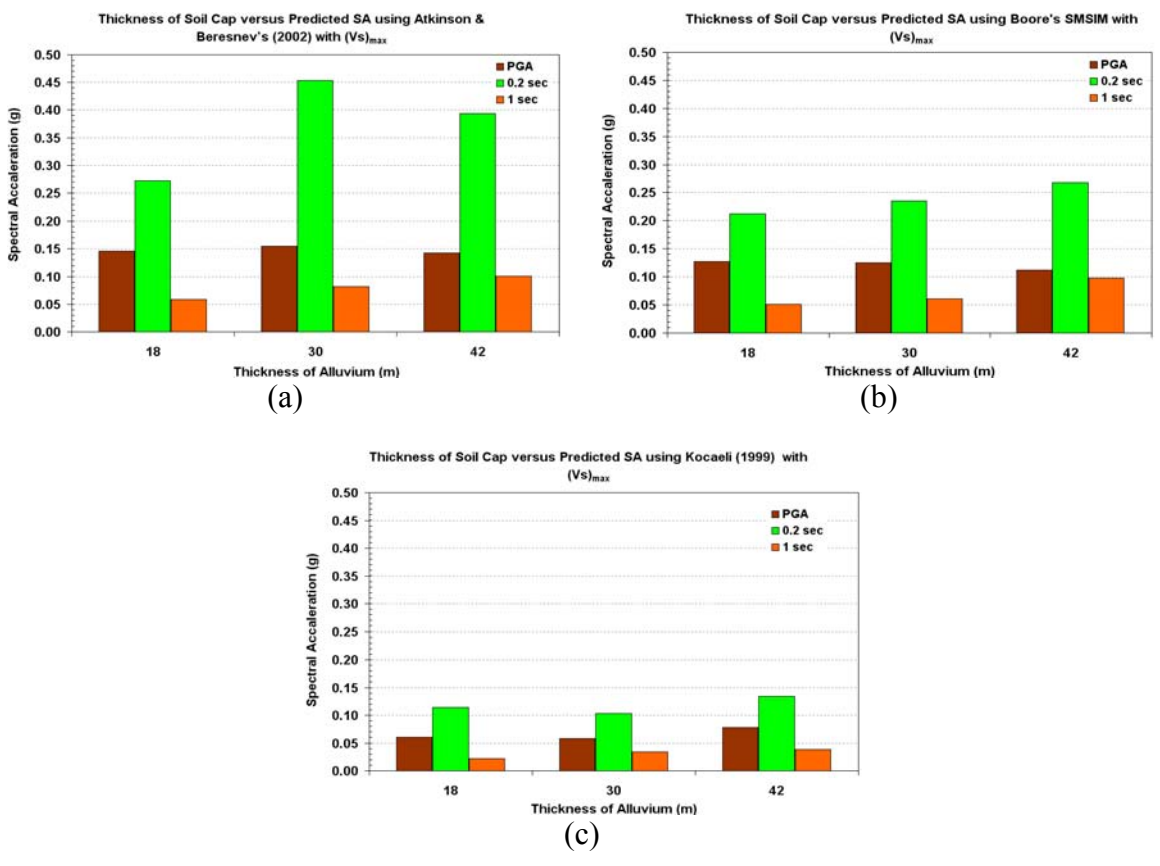 Thickness of Soil Cap versus Predicted SA using Atkinson &
Beresnev's (2002) with (Vs)max
PGA
0.2 sec
1 sec
Spectral Accaleration (g)
0.50
0.45
0.40
0.35
0.30
0.25
0.20
0.15
0.10
0.05
0.00
18 30 42
Thickness of Alluvium (m)
(a)
Thickness of Soil Cap versus Predicted SA using Boore's SMSIM with
(Vs)max
PGA
0.2 sec
1 sec
Spectral Accaleration (g)
0.50
0.45
0.40
0.35
0.30
0.25
0.20
0.15
0.10
0.05
0.00
18 30 42
Thickness of Alluvium (m)
(b)
Thickness of Soil Cap versus Predicted SA using Kocaeli (1999) with
(Vs)max
PGA
0.2 sec
1 sec
Spectral Accaleration (g)
0.50
0.45
0.40
0.35
0.30
0.25
0.20
0.15
0.10
0.05
0.00
18 30 42
Thickness of Alluvium (m)
(c)